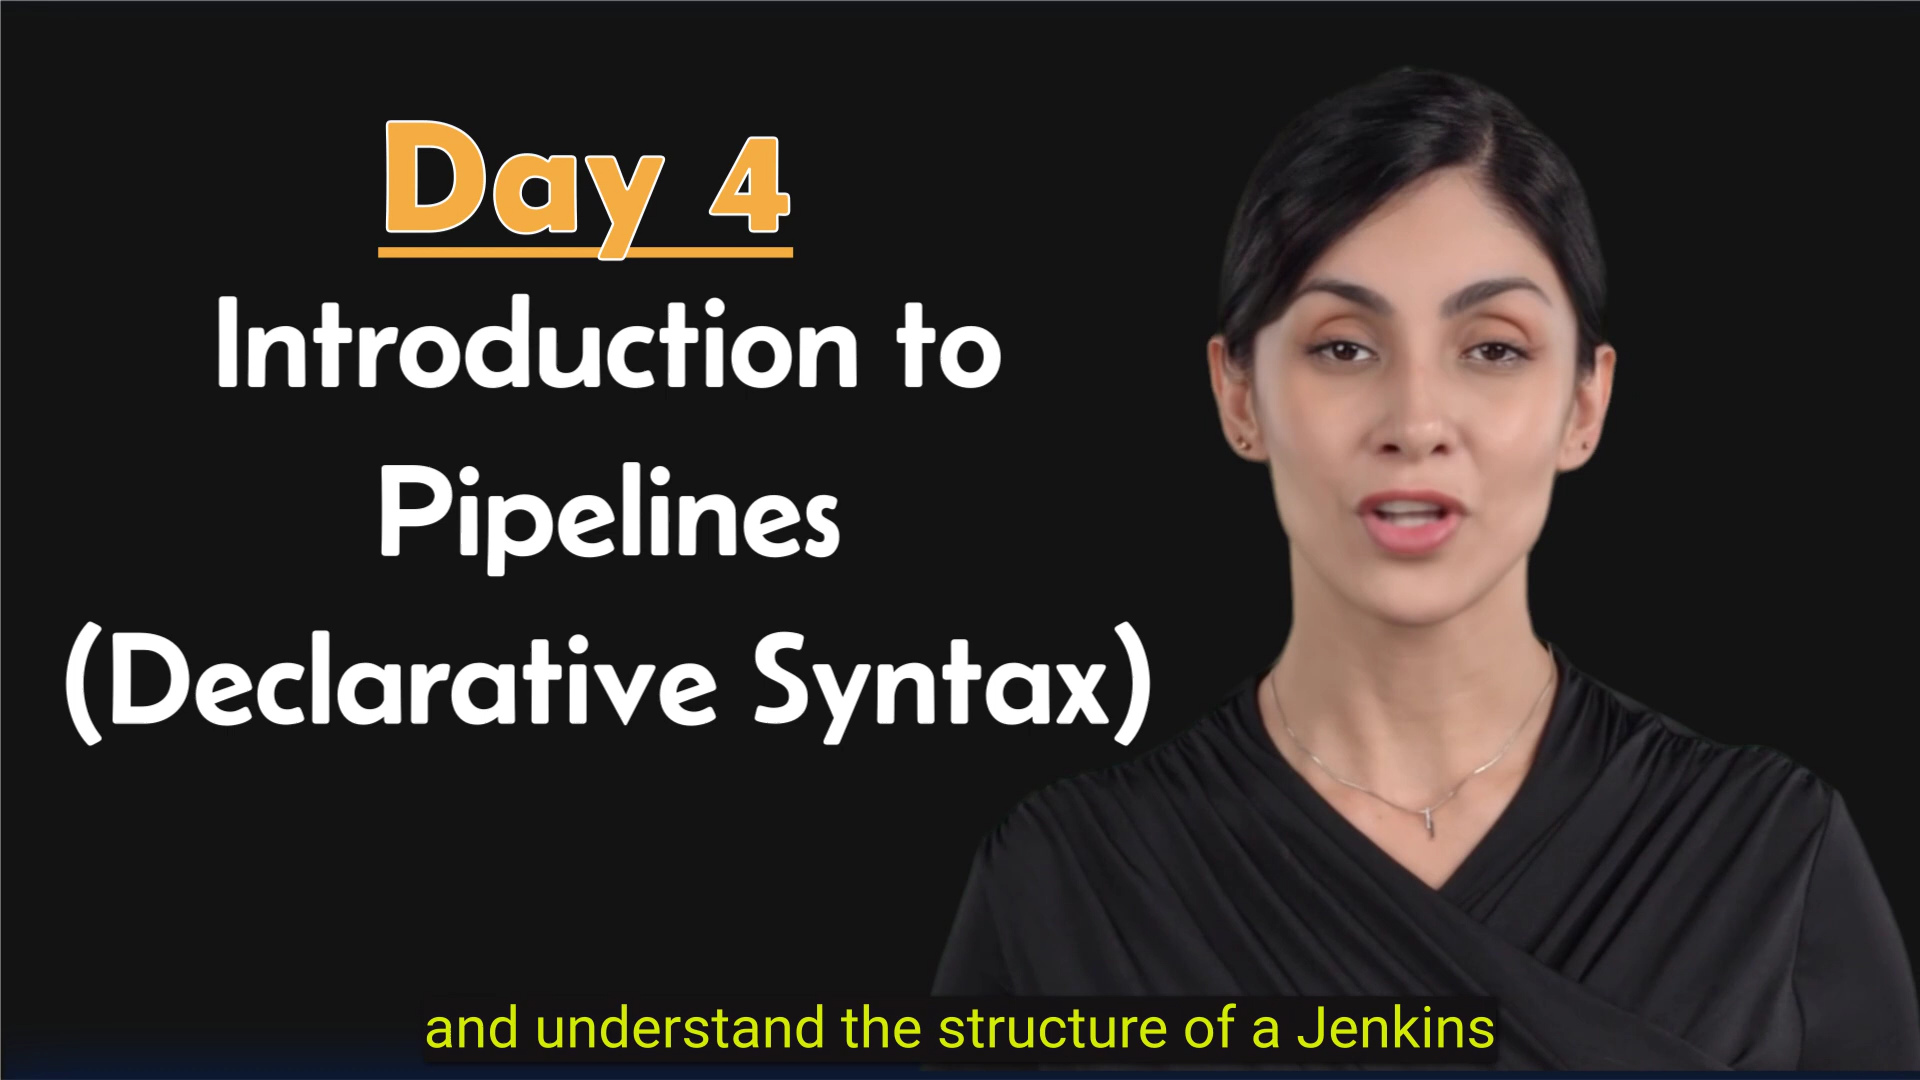 Day 4
Introduction to
Pipelines
(Declarative Syntax)
and understand the structure of a Jenkins